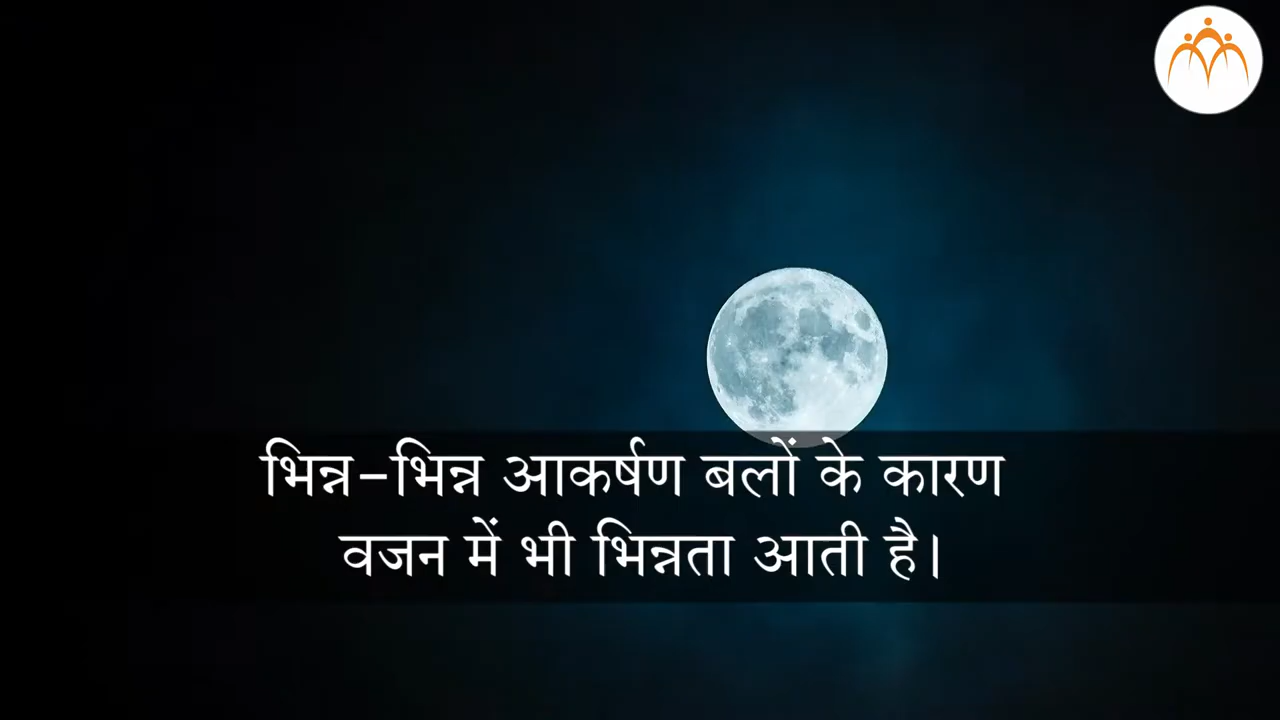 भिन्न-भिन्न आकर्षण बलों के कारण
वजन में भी भिन्नता आती है।